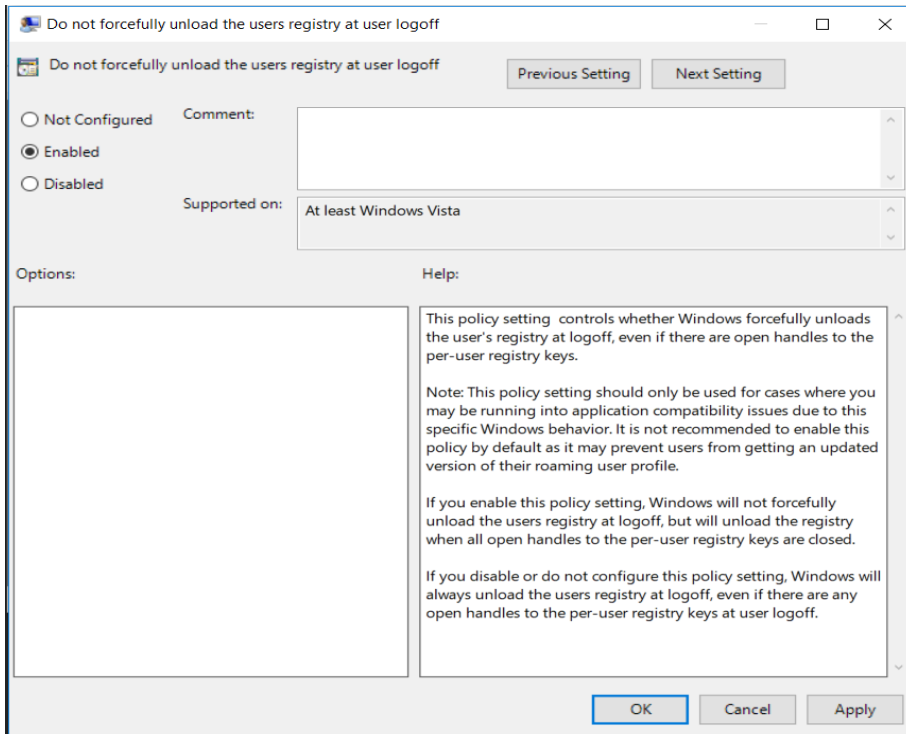 Do not forcefully unload the users registry at user logoff
Do not forcefully unload the users registry at user logoff
Previous Setting
Next Setting
Not Configured
Comment:
Enabled
Disabled
Supported on:
At least Windows Vista
Options:
Help:
This policy setting  controls whether Windows forcefully unloads
the user's registry at logoff, even if there are open handles to the
per-user registry keys.
Note: This policy setting should only be used for cases where you
may be running into application compatibility issues due to this
specific Windows behavior. It is not recommended to enable this
policy by default as it may prevent users from getting an updated
version of their roaming user profile.
If you enable this policy setting, Windows will not forcefully
unload the users registry at logoff, but will unload the registry
when all open handles to the per-user registry keys are closed.
If you disable or do not configure this policy setting, Windows will
always unload the users registry at logoff, even if there are any
open handles to the per-user registry keys at user logoff.
OK
Cancel
Apply